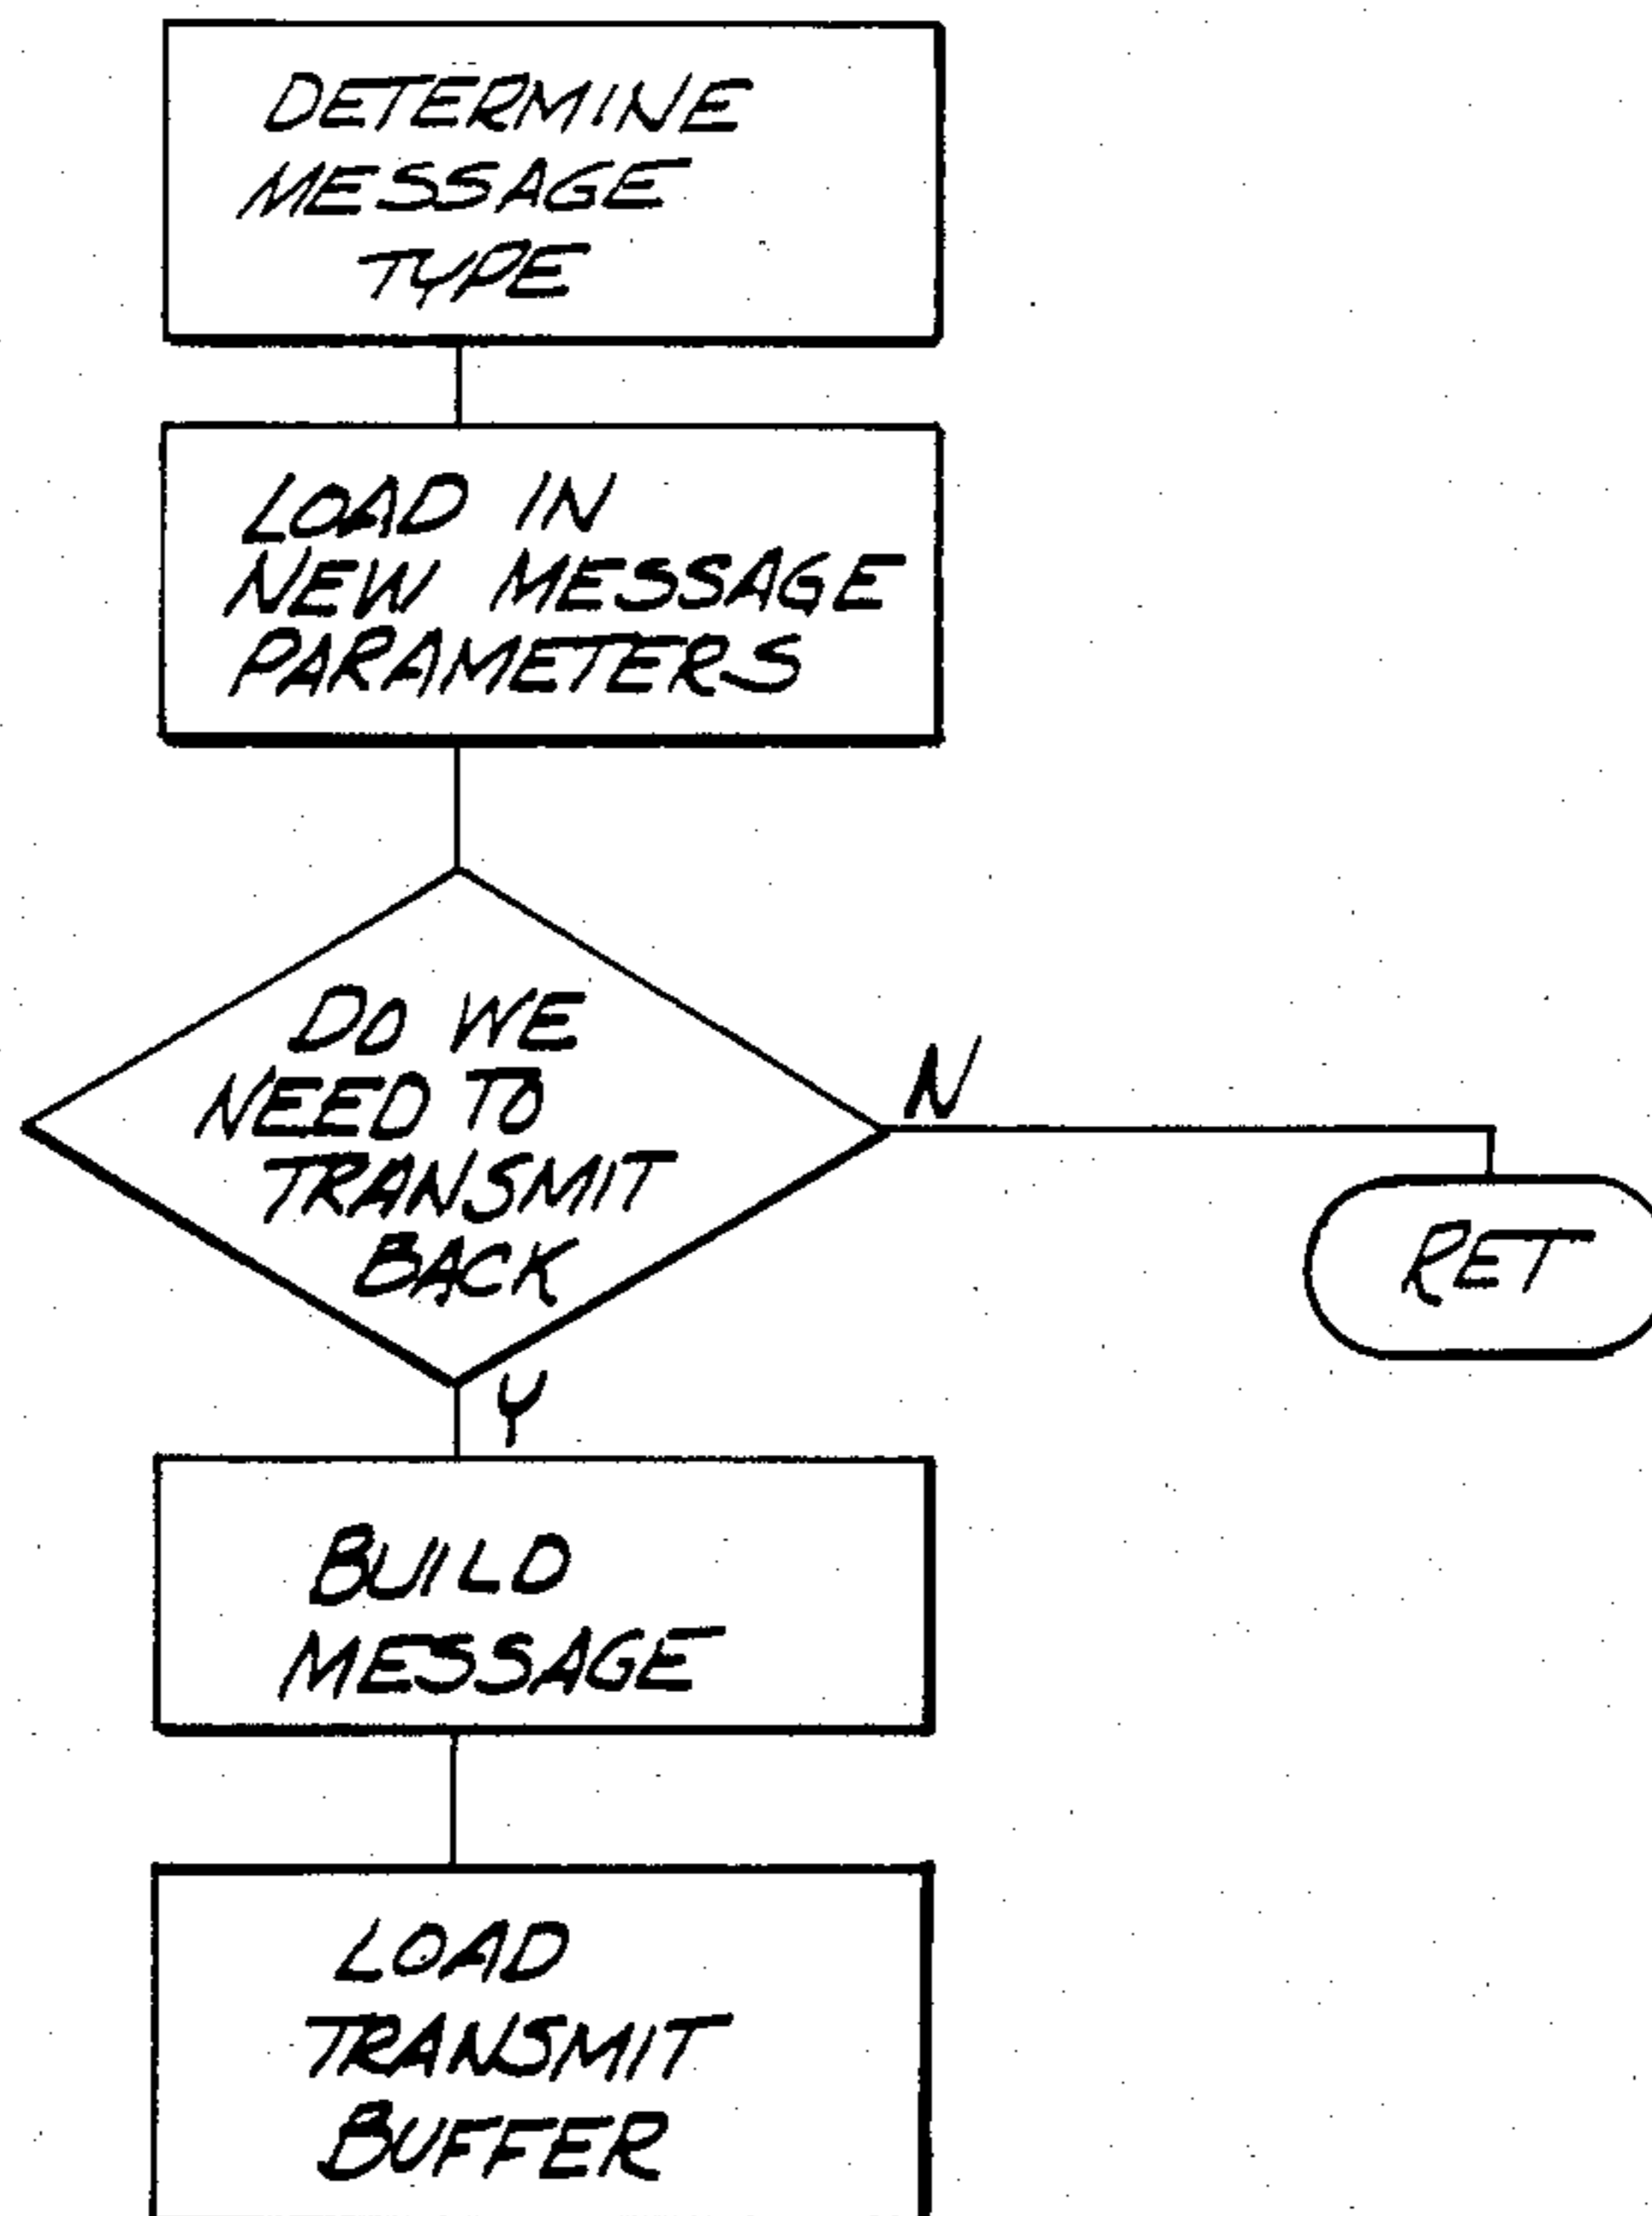 DETERMINE
MESSAGE
TYPE
LOAD IN
NEW MESSAGE
PARAMETERS
DO WE
NEED TO
TRANSMIT
BACK
N
RET
Y
BUILD
MESSAGE
LOAD
TRANSMIT
BUFFER